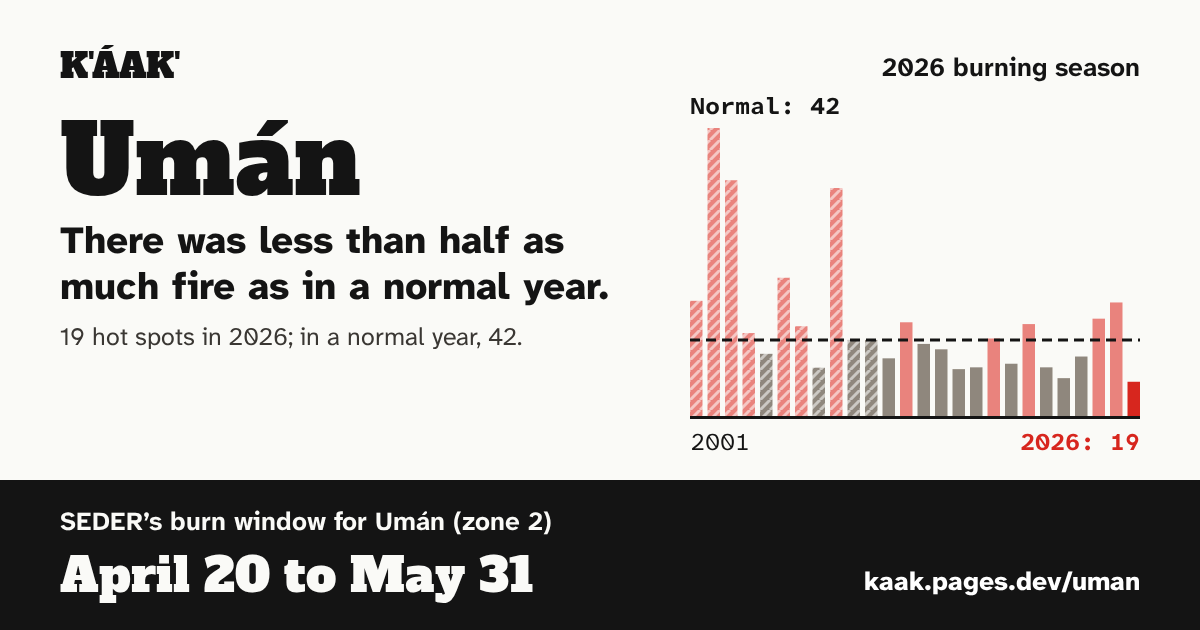 K'ÁAK'
Umán
There was less than half as
much fire as in a normal year.
19 hot spots in 2026; in a normal year, 42.
2026 burning season
Normal: 42
2001
2026: 19
SEDER’s burn window for Umán (zone 2)
April 20 to May 31
kaak.pages.dev/uman